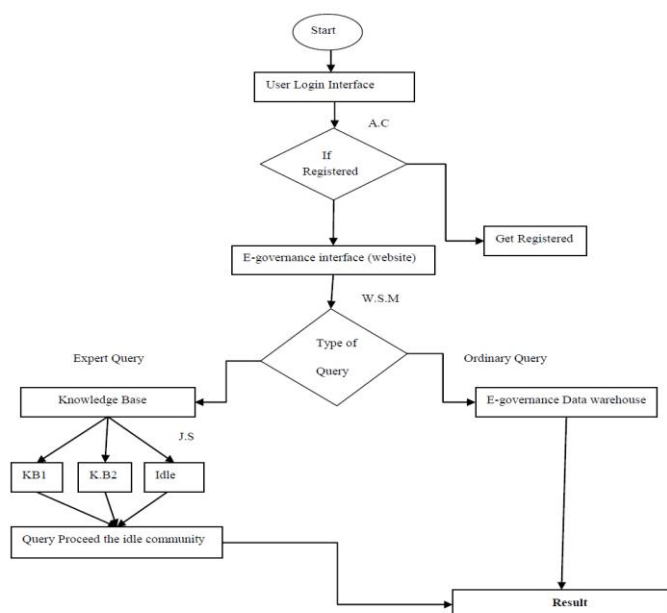 Start
User Login Interface
A.C
If
Registered
Get Registered
E-governance interface (website)
W.S.M
Type of
Query
Expert Query
Ordinary Query
Knowledge Base
E-governance Data warehouse
J.S
KB1
K.B2
Idle
Query Proceed the idle community
Result